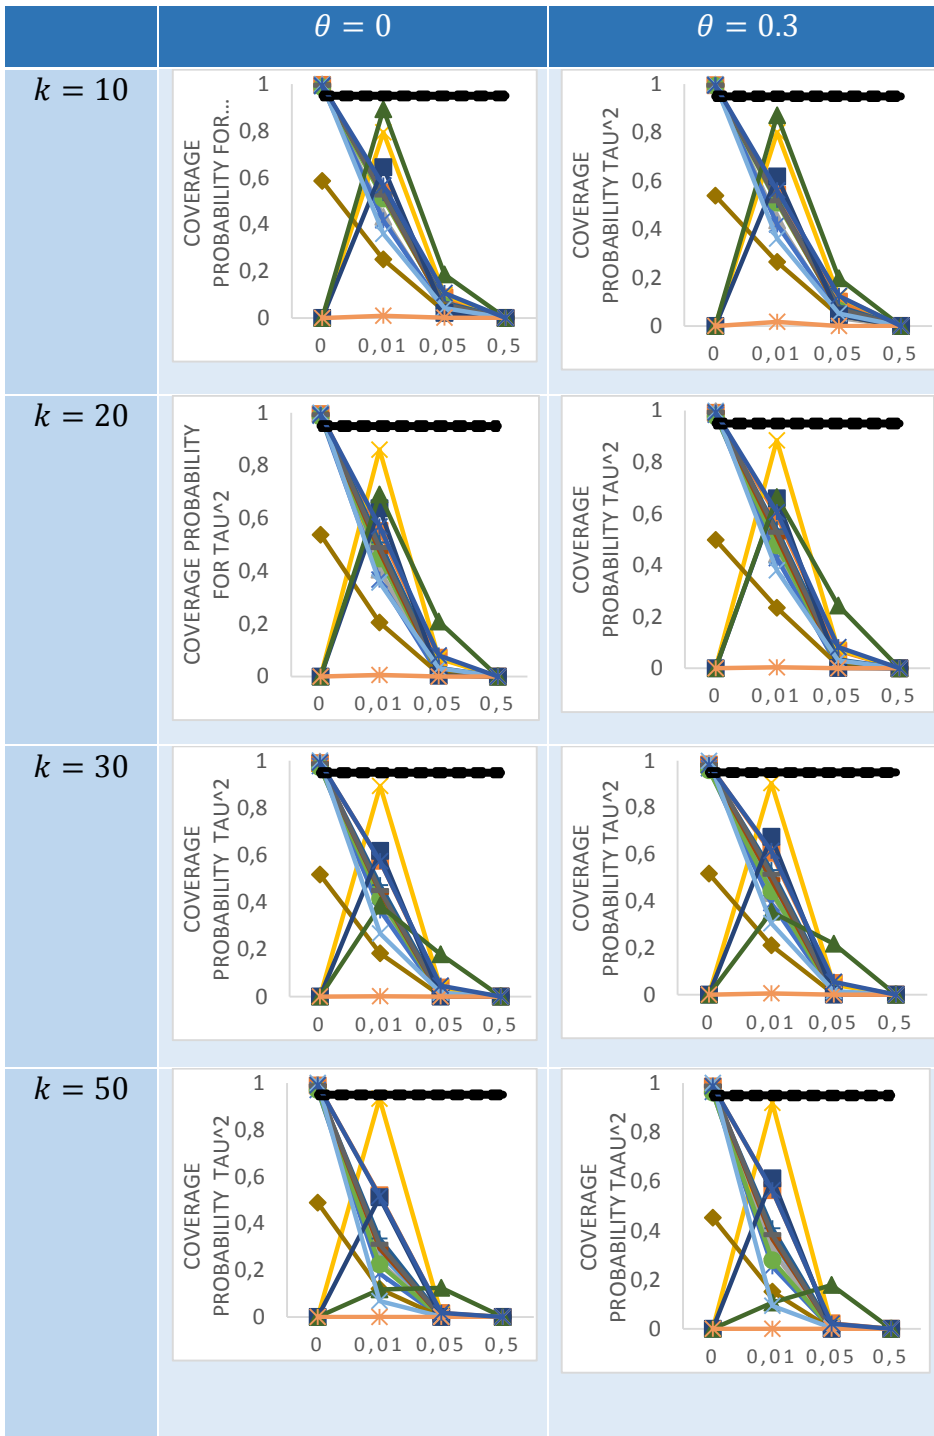 θ = 0
θ = 0.3
k = 10
COVERAGE
PROBABILITY FOR...
1
0,8
0,6
0,4
0,2
0
0 0,01 0,05 0,5
COVERAGE
PROBABILITY TAU^2
1
0,8
0,6
0,4
0,2
0
0 0,01 0,05 0,5
k = 20
COVERAGE PROBABILITY
FOR TAU^2
1
0,8
0,6
0,4
0,2
0
0 0,01 0,05 0,5
COVERAGE
PROBABILITY TAU^2
1
0,8
0,6
0,4
0,2
0
0 0,01 0,05 0,5
k = 30
COVERAGE
PROBABILITY TAU^2
1
0,8
0,6
0,4
0,2
0
0 0,01 0,05 0,5
COVERAGE
PROBABILITY TAU^2
1
0,8
0,6
0,4
0,2
0
0 0,01 0,05 0,5
k = 50
COVERAGE
PROBABILITY TAU^2
1
0,8
0,6
0,4
0,2
0
0 0,01 0,05 0,5
COVERAGE
PROBABILITY TAAU^2
1
0,8
0,6
0,4
0,2
0
0 0,01 0,05 0,5